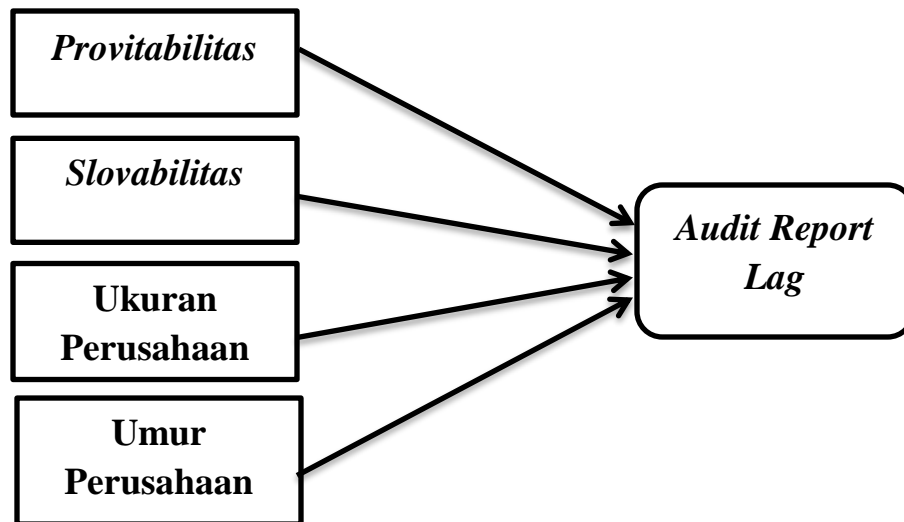 Provitabilitas
Slovabilitas
Ukuran
Perusahaan
Umur
Perusahaan
Audit Report
Lag